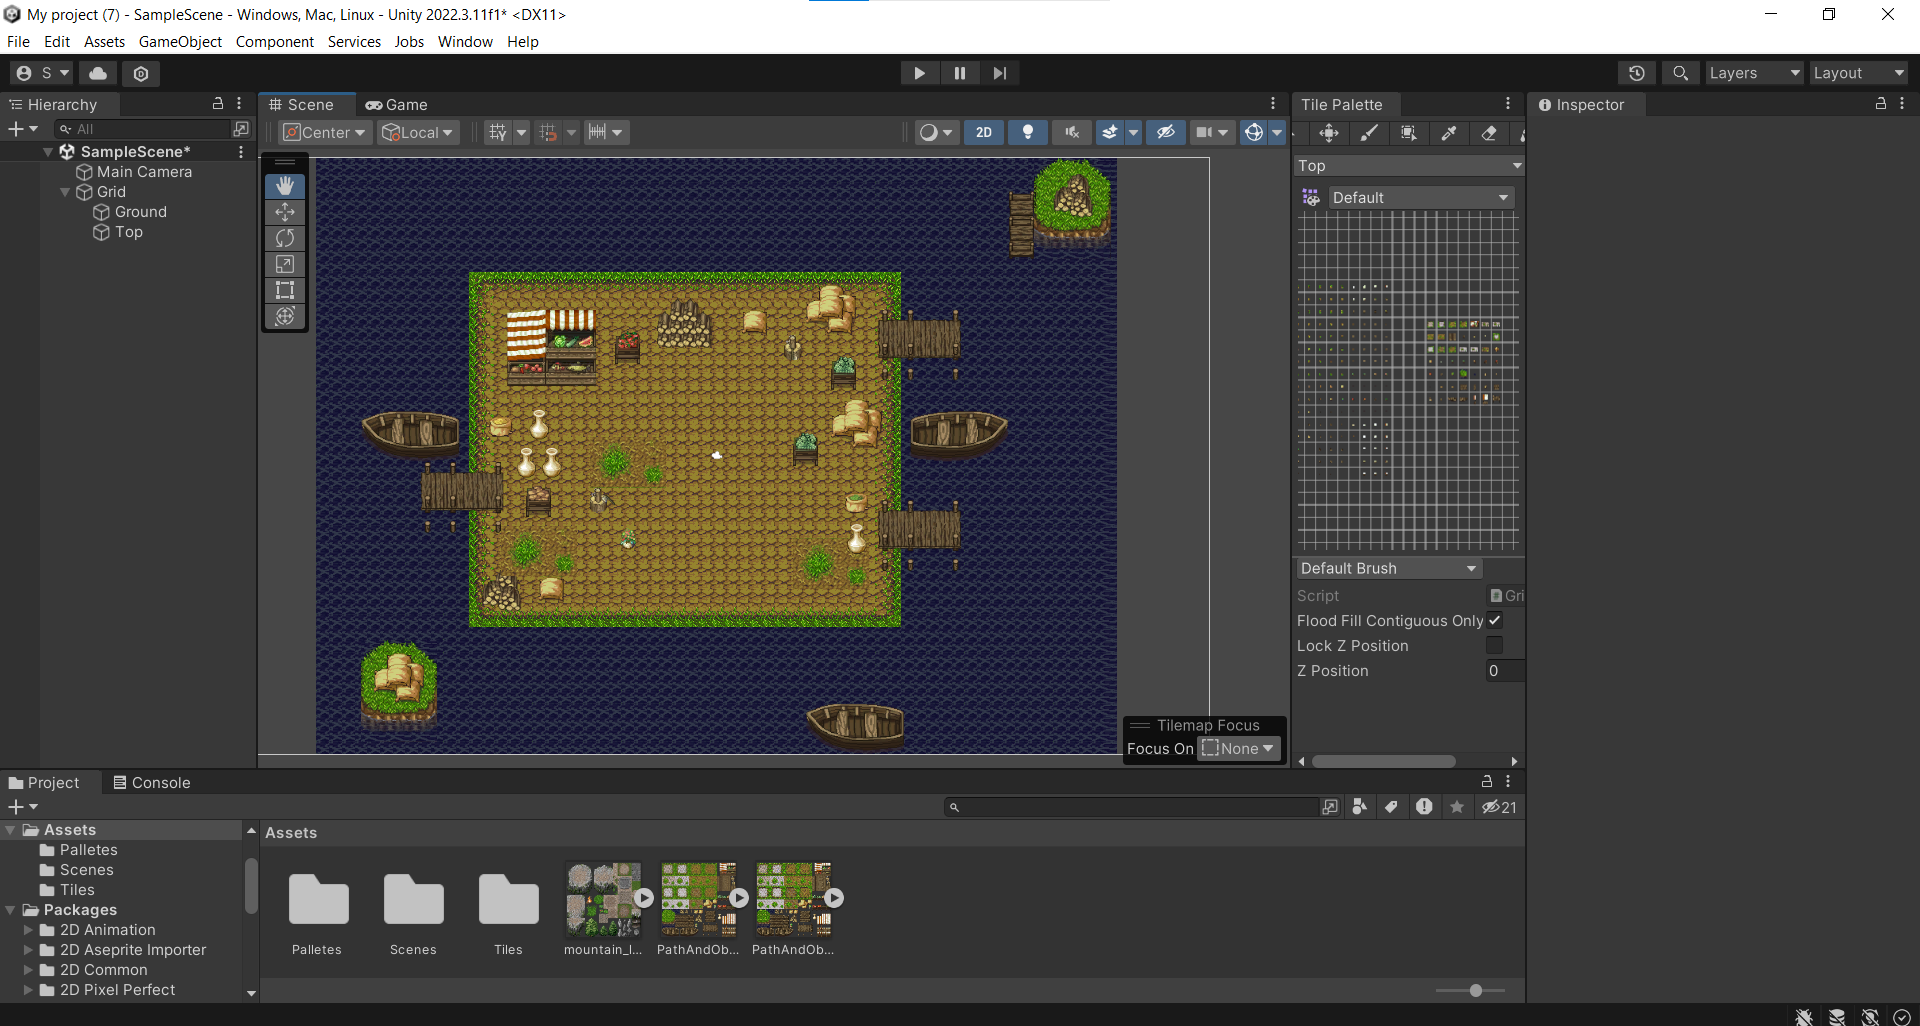 My project (7) - SampleScene - Windows, Mac, Linux - Unity 2022.3.11f1* <DX11>
File Edit Assets GameObject Component Services Jobs Window Help
S Layers Layout
Hierarchy
All
SampleScene*
Main Camera
Grid
Ground
Top
Scene Game
Center Local 2D
Tilemap Focus
Focus On None
Tile Palette
Top
Default
Default Brush
Script Gri
Flood Fill Contiguous Only
Lock Z Position
Z Position 0
Inspector
Project Console
21
Assets
Palletes
Scenes
Tiles
Packages
2D Animation
2D Aseprite Importer
2D Common
2D Pixel Perfect
Assets
Palletes Scenes Tiles mountain_l... PathAndOb... PathAndOb...